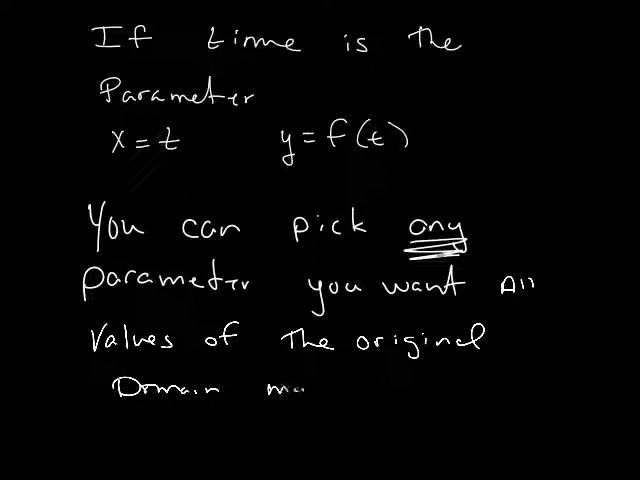 If time is the
Parameter
x = t y = f(t)
You can pick any
parameter you want All
Values of the original
Domain